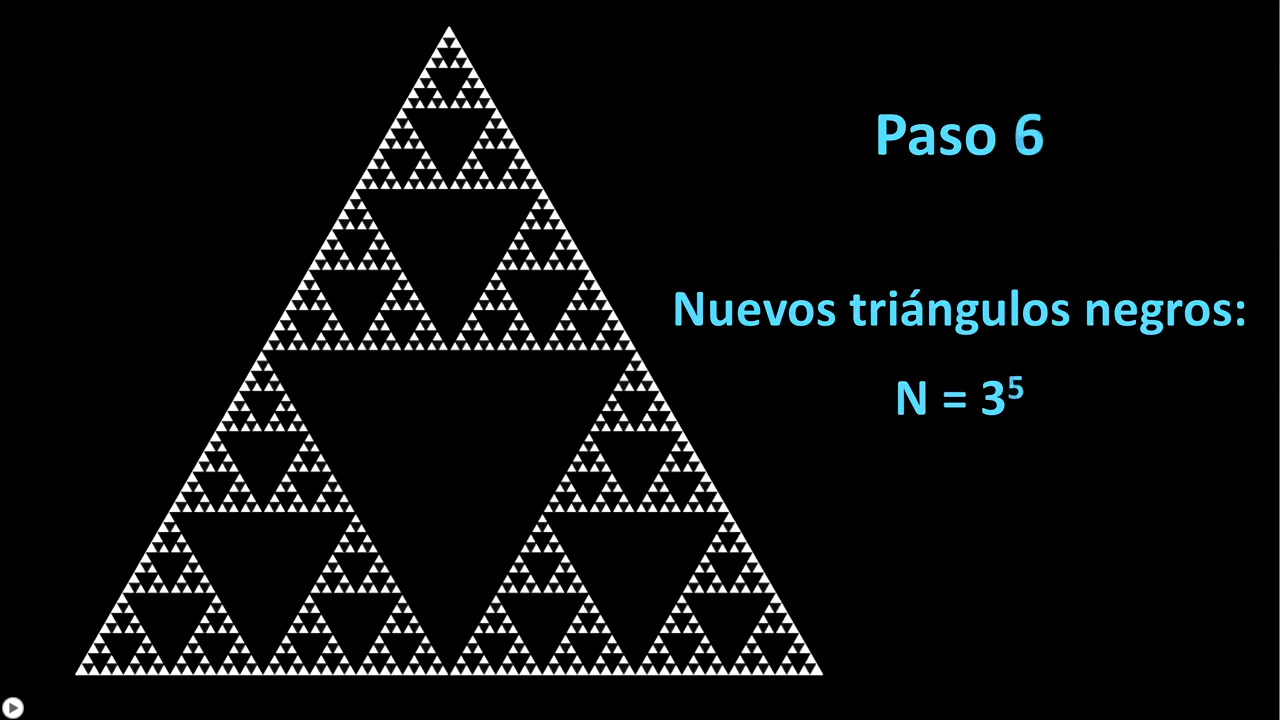 Paso 6
Nuevos triángulos negros:
N = 3⁵